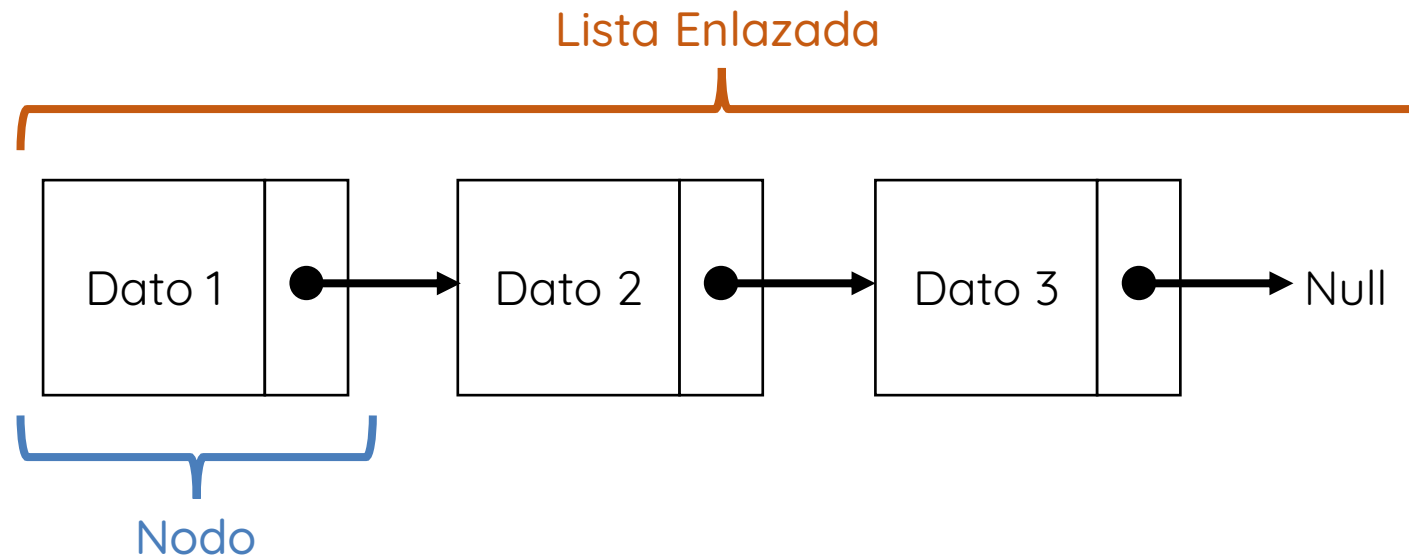 Lista Enlazada
Dato 1
Dato 2
Dato 3
Null
Nodo